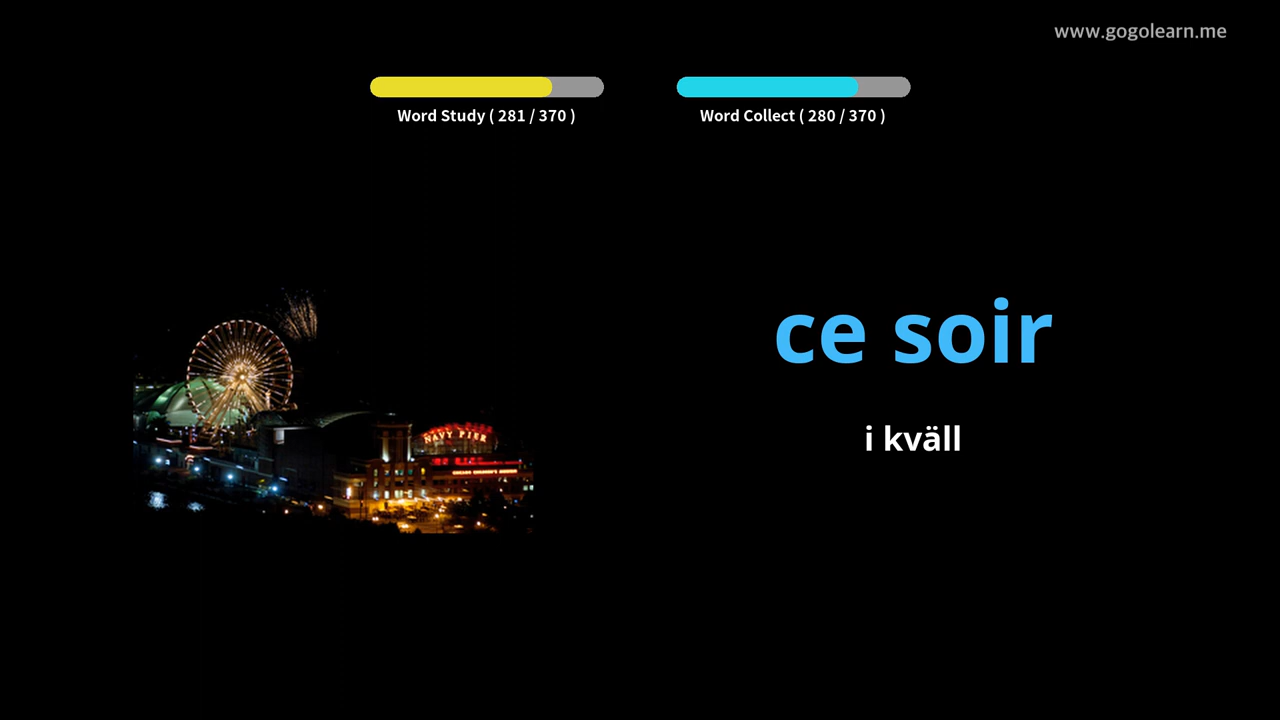 www.gogolearn.me
Word Study ( 281 / 370 )
Word Collect ( 280 / 370 )
ce soir
i kväll
NAVY PIER